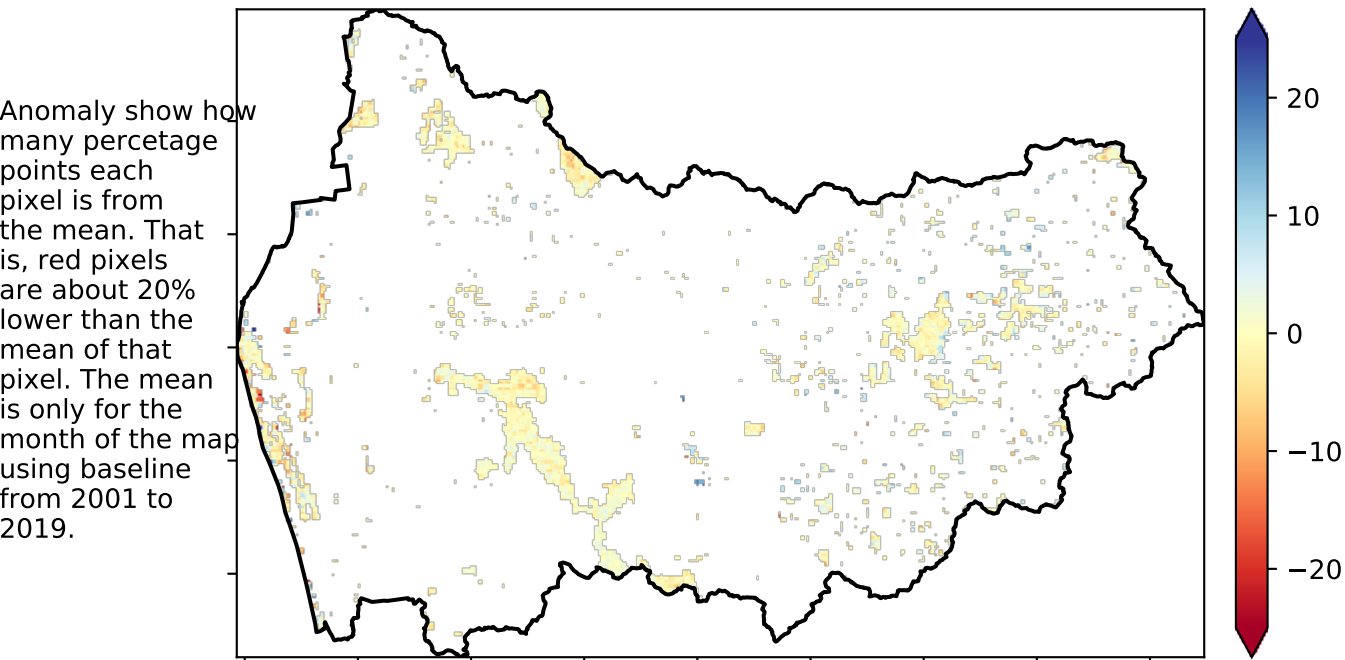 Anomaly show how
many percetage
points each
pixel is from
the mean. That
is, red pixels
are about 20%
lower than the
mean of that
pixel. The mean
is only for the
month of the map
using baseline
from 2001 to
2019.
20
10
0
−10
−20